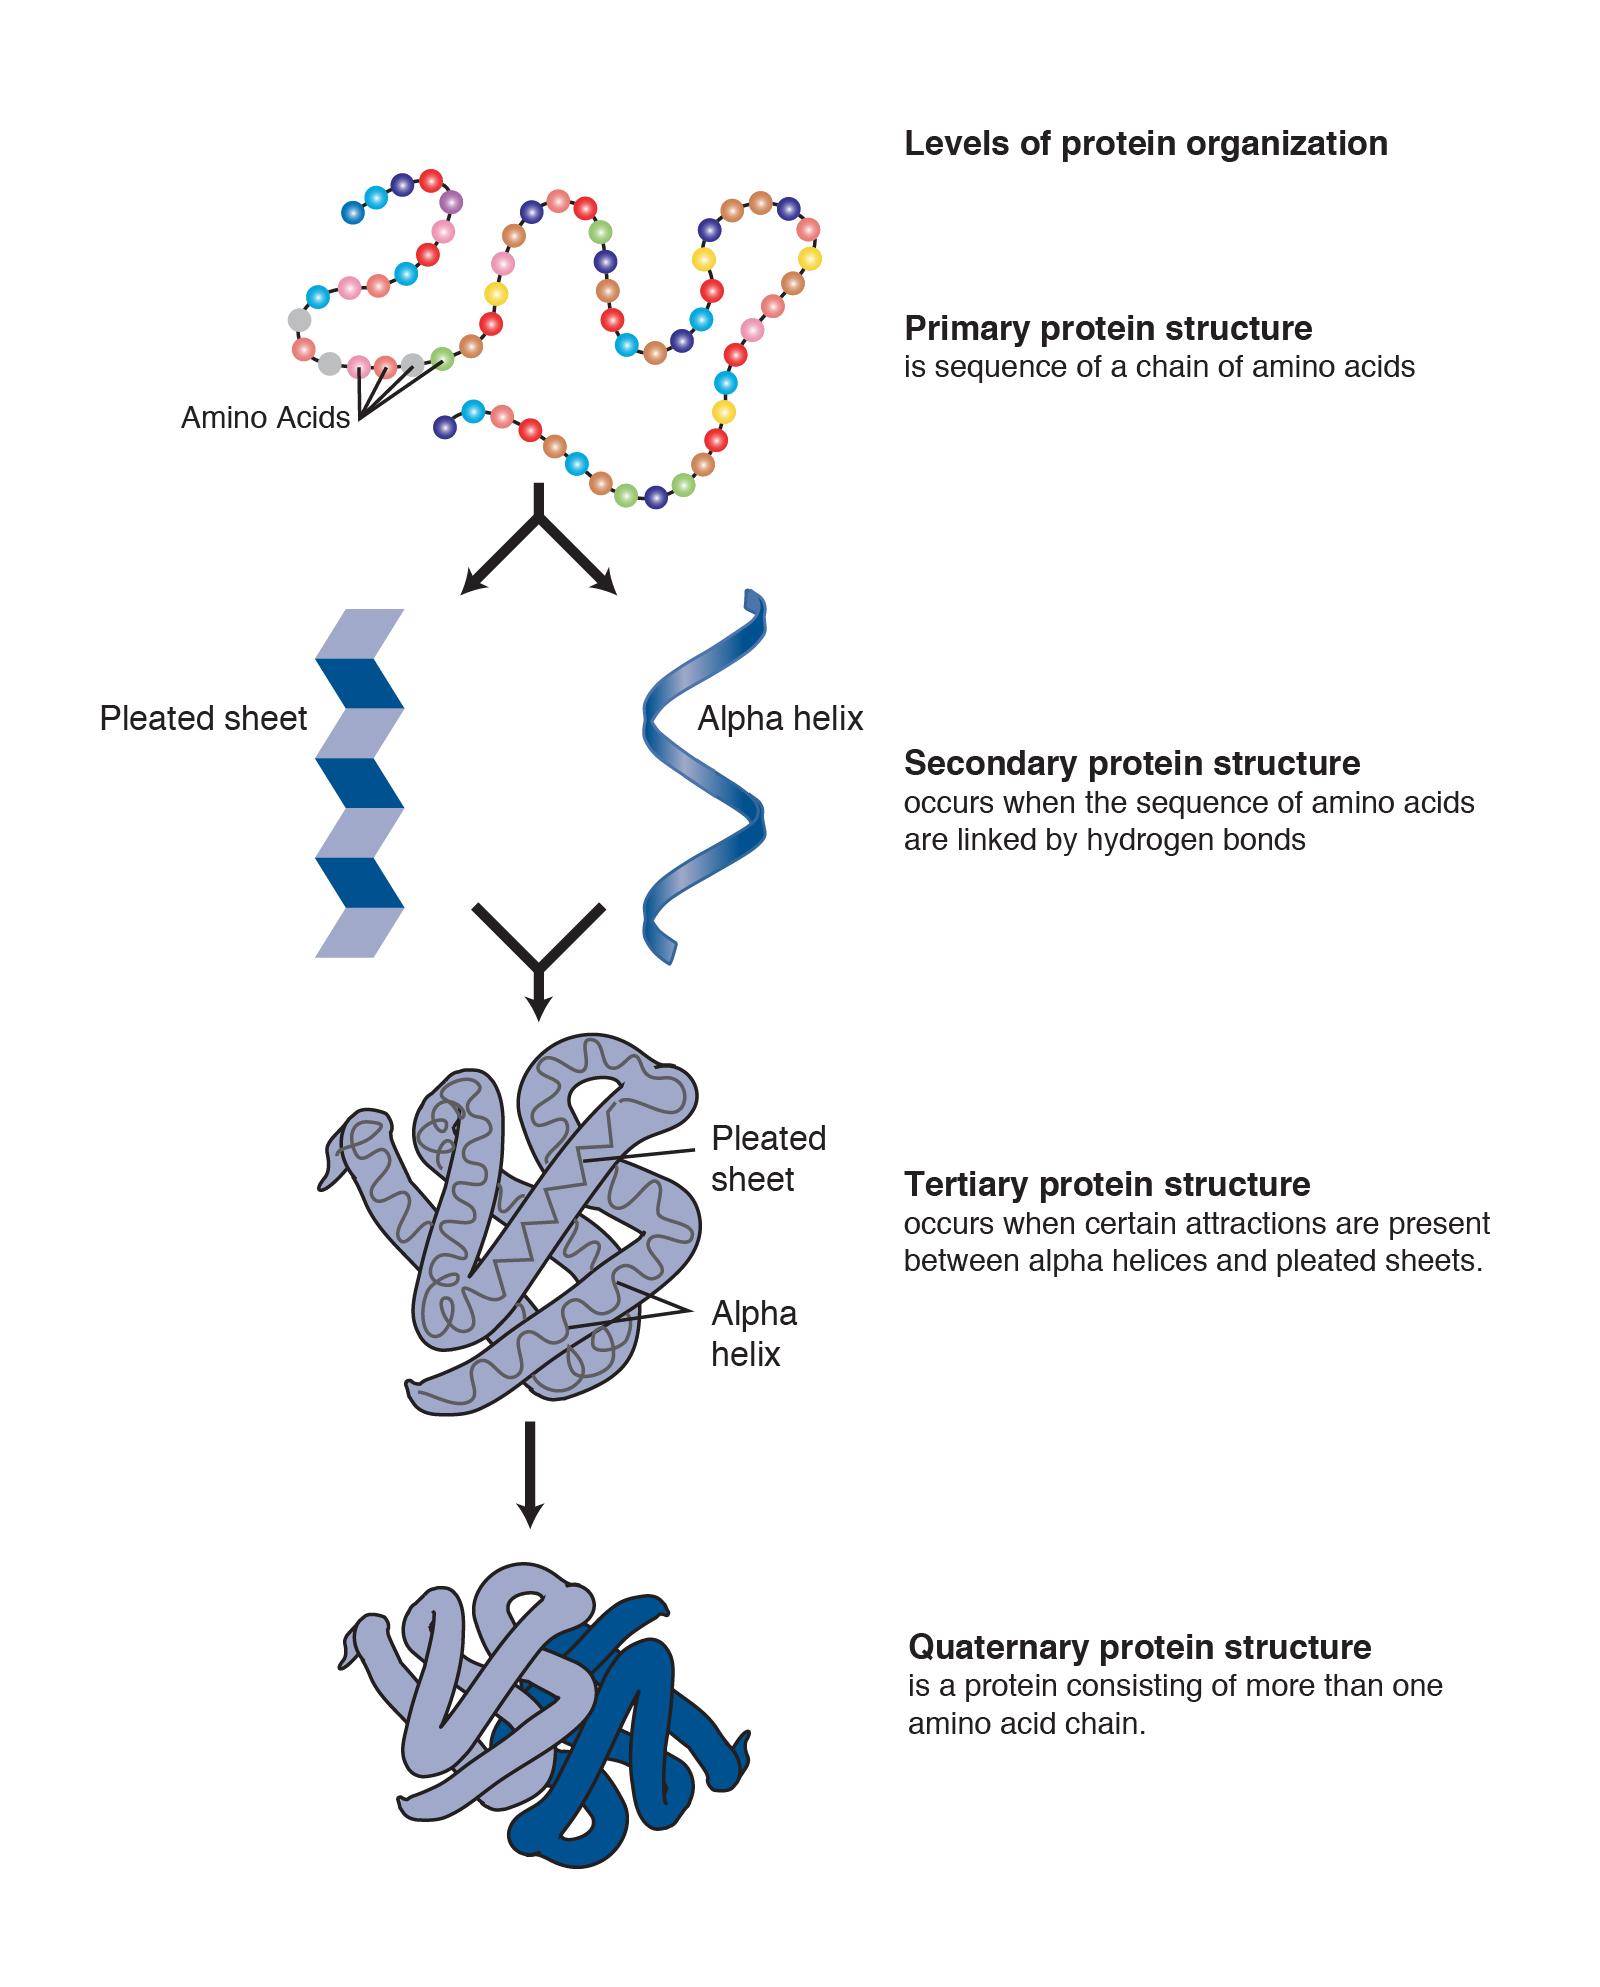 Levels of protein organization
Primary protein structure
is sequence of a chain of amino acids
Amino Acids
Pleated sheet
Alpha helix
Secondary protein structure
occurs when the sequence of amino acids
are linked by hydrogen bonds
Pleated
sheet
Tertiary protein structure
occurs when certain attractions are present
between alpha helices and pleated sheets.
Alpha
helix
Quaternary protein structure
is a protein consisting of more than one
amino acid chain.